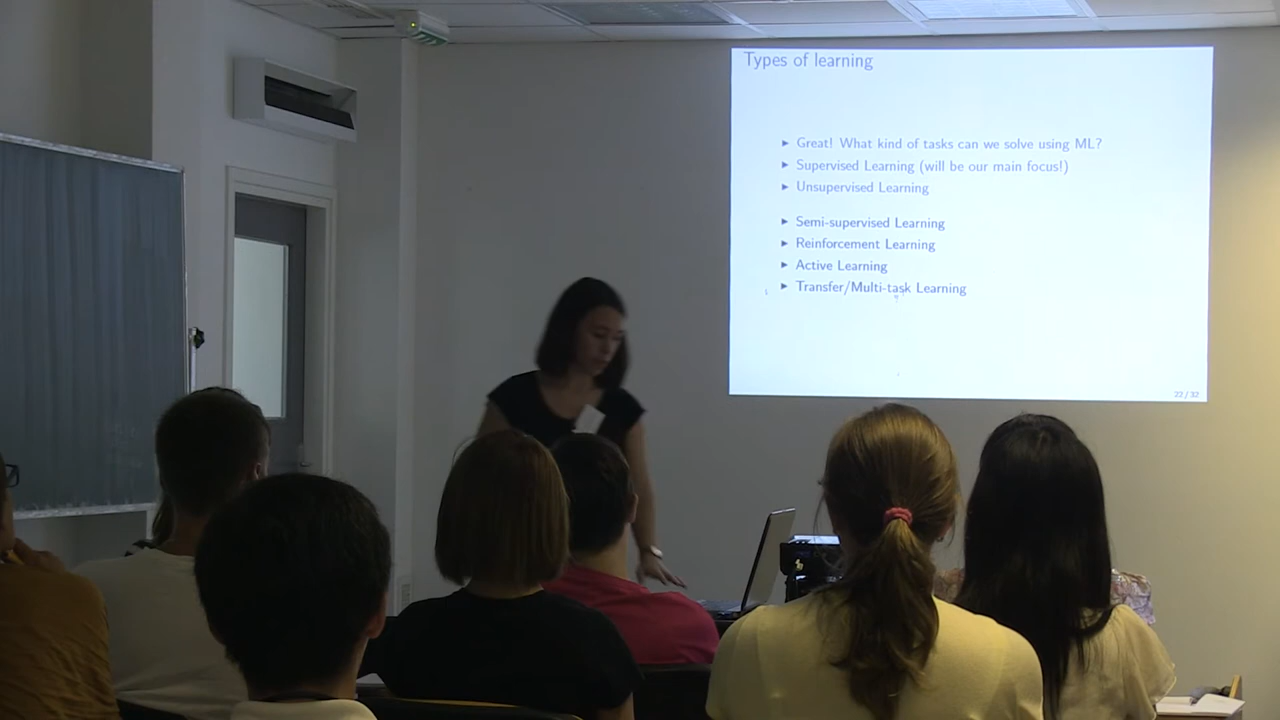 Types of learning
Great! What kind of tasks can we solve using ML?
Supervised Learning (will be our main focus!)
Unsupervised Learning
Semi-supervised Learning
Reinforcement Learning
Active Learning
Transfer/Multi-task Learning
22 / 32